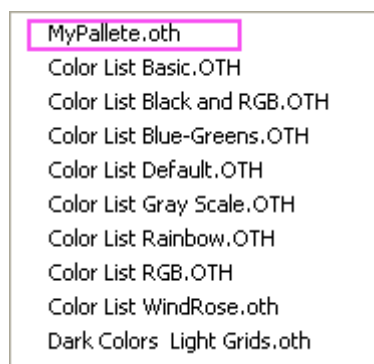 MyPallete.oth
Color List Basic.OTH
Color List Black and RGB.OTH
Color List Blue-Greens.OTH
Color List Default.OTH
Color List Gray Scale.OTH
Color List Rainbow.OTH
Color List RGB.OTH
Color List WindRose.oth
Dark Colors  Light Grids.oth